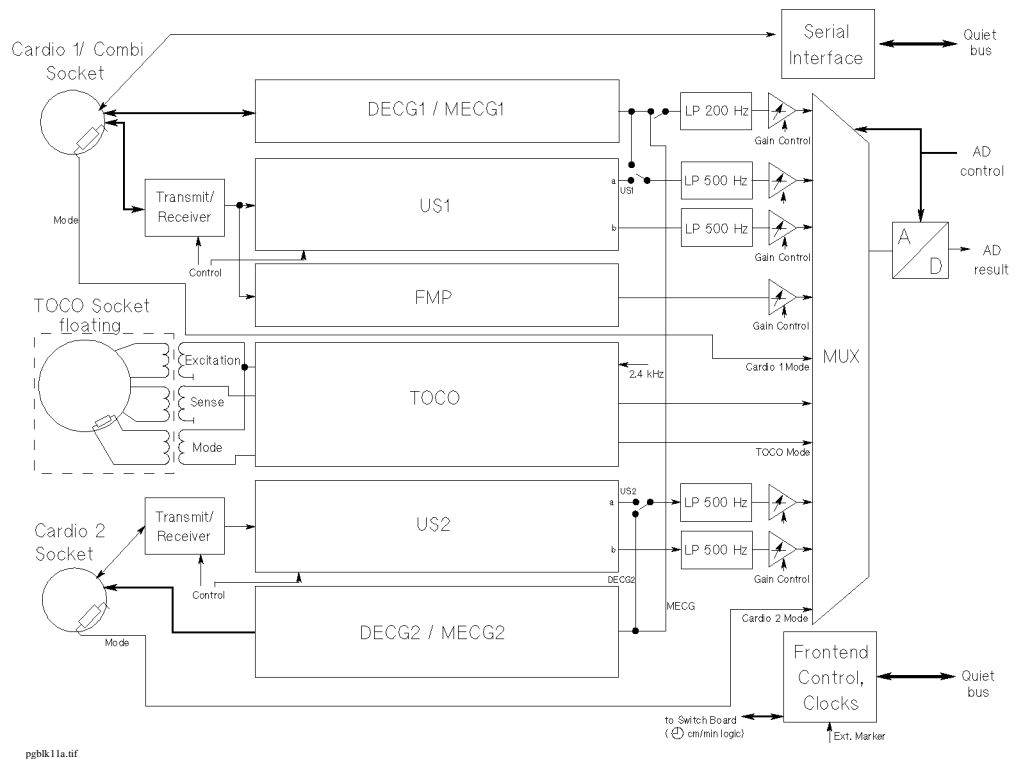 Cardio 1/ Combi
Socket
Serial
Interface
Quiet
bus
DECG1 / MECG1
LP 200 Hz
Gain Control
AD
control
US1
a
US1
LP 500 Hz
b
LP 500 Hz
Gain Control
Transmit/
Receiver
Mode
Control
A
D
AD
result
FMP
Gain Control
MUX
TOCO Socket
floating
Excitation
Sense
Mode
TOCO
2.4 kHz
Cardio 1 Mode
TOCO Mode
US2
a
US2
LP 500 Hz
b
LP 500 Hz
Gain Control
Transmit/
Receiver
Cardio 2
Socket
Control
DECG2
MECG
Mode
DECG2 / MECG2
Cardio 2 Mode
Frontend
Control,
Clocks
Quiet
bus
to Switch Board
( cm/min logic)
Ext. Marker
pgblk11a.tif